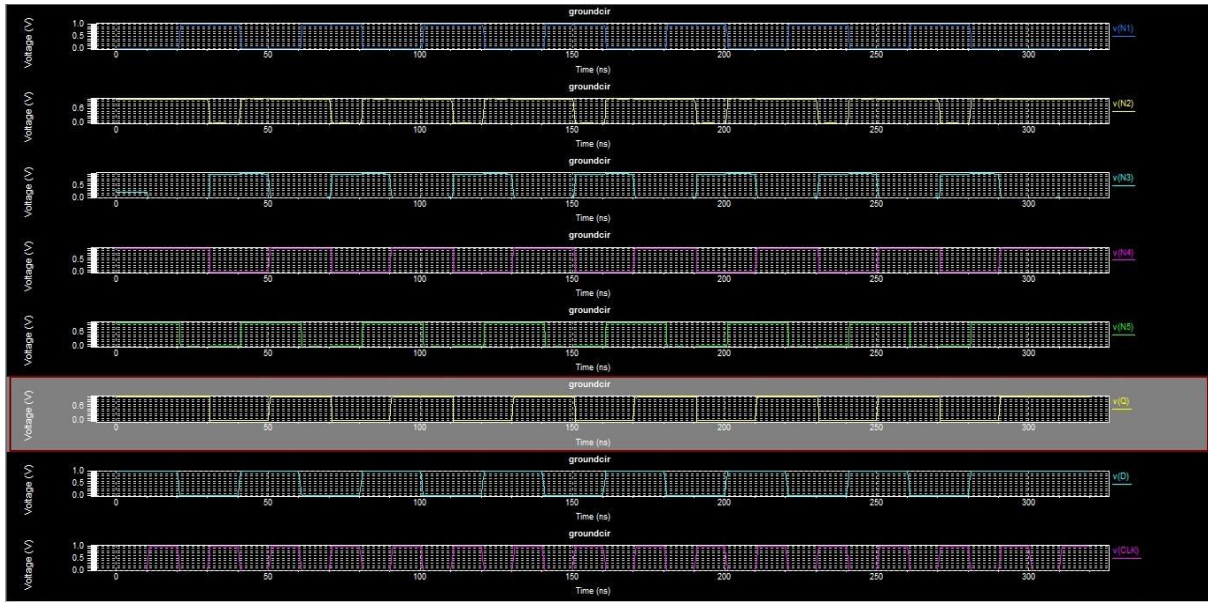 groundcir
Voltage (V)
1.0
0.5
0.0
v(N1)
0 50 100 150 200 250 300
Time (ns)
groundcir
Voltage (V)
0.6
0.0
v(N2)
0 50 100 150 200 250 300
Time (ns)
groundcir
Voltage (V)
0.5
0.0
v(N3)
0 50 100 150 200 250 300
Time (ns)
groundcir
Voltage (V)
0.5
0.0
v(N4)
0 50 100 150 200 250 300
Time (ns)
groundcir
Voltage (V)
0.6
0.0
v(N5)
0 50 100 150 200 250 300
Time (ns)
groundcir
Voltage (V)
0.6
0.0
v(Q)
0 50 100 150 200 250 300
Time (ns)
groundcir
Voltage (V)
1.0
0.5
0.0
v(D)
0 50 100 150 200 250 300
Time (ns)
groundcir
Voltage (V)
1.0
0.5
0.0
v(CLK)
0 50 100 150 200 250 300
Time (ns)